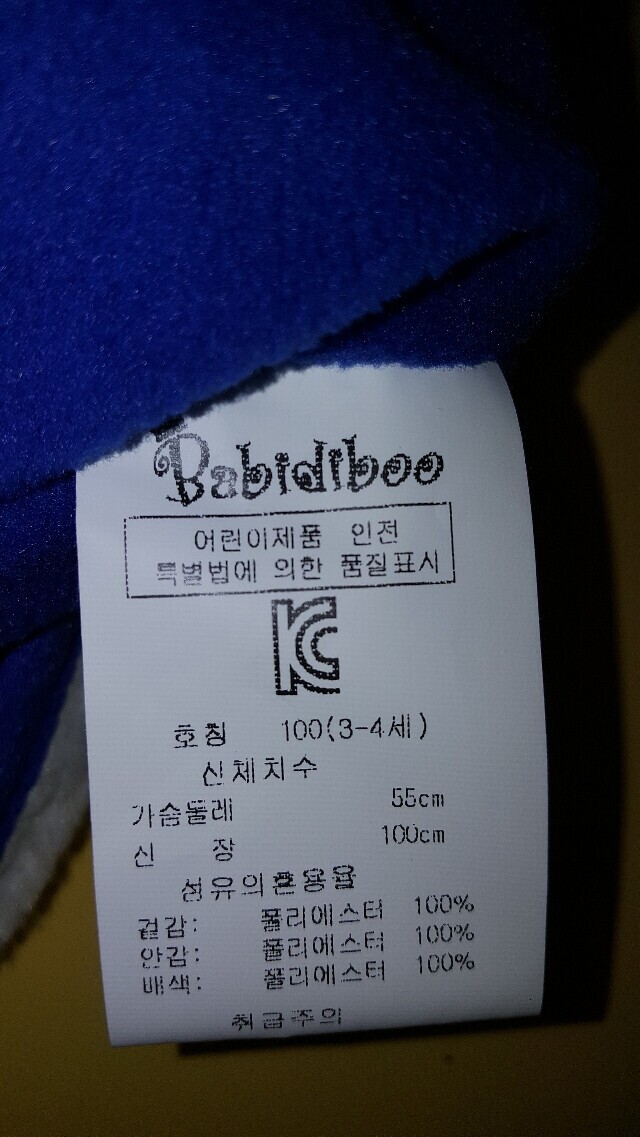 Babidiboo
어린이제품 안전
특별법에 의한 품질표시
KC
호칭 100(3-4세)
신체치수
가슴둘레 55cm
신 장 100cm
섬유의혼용율
겉감: 폴리에스터 100%
안감: 폴리에스터 100%
배색: 폴리에스터 100%
취급주의